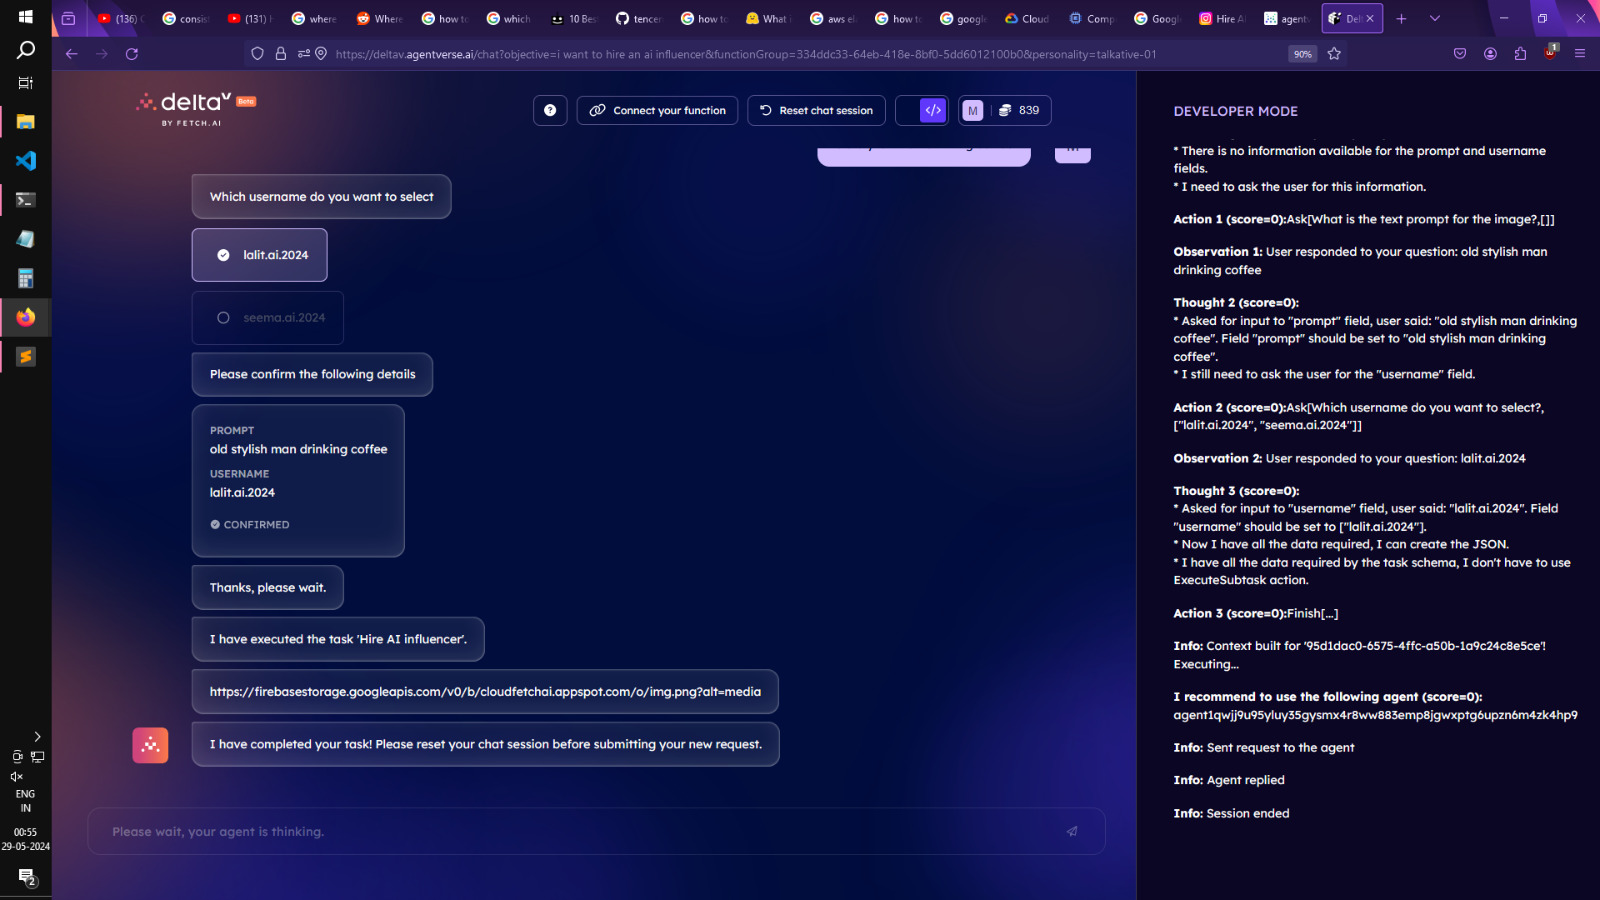 (136)
consist
(131)
where
Where
how to
which
10 Bes
tencen
how to
What i
aws el
how to
google
Cloud
Comp
Googl
Hire AI
agentv
Delt
https://deltav.agentverse.ai/chat?objective=i want to hire an ai influencer&functionGroup=334ddc33-64eb-418e-8bf0-5dd6012100b0&personality=talkative-01
90%
1
deltaV Beta
BY FETCH.AI
Connect your function
Reset chat session
M
839
Which username do you want to select
lalit.ai.2024
seema.ai.2024
Please confirm the following details
PROMPT
old stylish man drinking coffee
USERNAME
lalit.ai.2024
CONFIRMED
Thanks, please wait.
I have executed the task 'Hire AI influencer'.
https://firebasestorage.googleapis.com/v0/b/cloudfetchai.appspot.com/o/img.png?alt=media
I have completed your task! Please reset your chat session before submitting your new request.
Please wait, your agent is thinking.
DEVELOPER MODE
* There is no information available for the prompt and username
fields.
* I need to ask the user for this information.
Action 1 (score=0):Ask[What is the text prompt for the image?,[]]
Observation 1: User responded to your question: old stylish man
drinking coffee
Thought 2 (score=0):
* Asked for input to "prompt" field, user said: "old stylish man drinking
coffee". Field "prompt" should be set to "old stylish man drinking
coffee".
* I still need to ask the user for the "username" field.
Action 2 (score=0):Ask[Which username do you want to select?,
["lalit.ai.2024", "seema.ai.2024"]]
Observation 2: User responded to your question: lalit.ai.2024
Thought 3 (score=0):
* Asked for input to "username" field, user said: "lalit.ai.2024". Field
"username" should be set to ["lalit.ai.2024"].
* Now I have all the data required, I can create the JSON.
* I have all the data required by the task schema, I don't have to use
ExecuteSubtask action.
Action 3 (score=0):Finish[...]
Info: Context built for '95d1dac0-6575-4ffc-a50b-1a9c24c8e5ce'!
Executing...
I recommend to use the following agent (score=0):
agent1qwjj9u95yluy35gysmx4r8ww883emp8jgwxptg6upzn6m4zk4hp9
Info: Sent request to the agent
Info: Agent replied
Info: Session ended
ENG
IN
00:55
29-05-2024
2